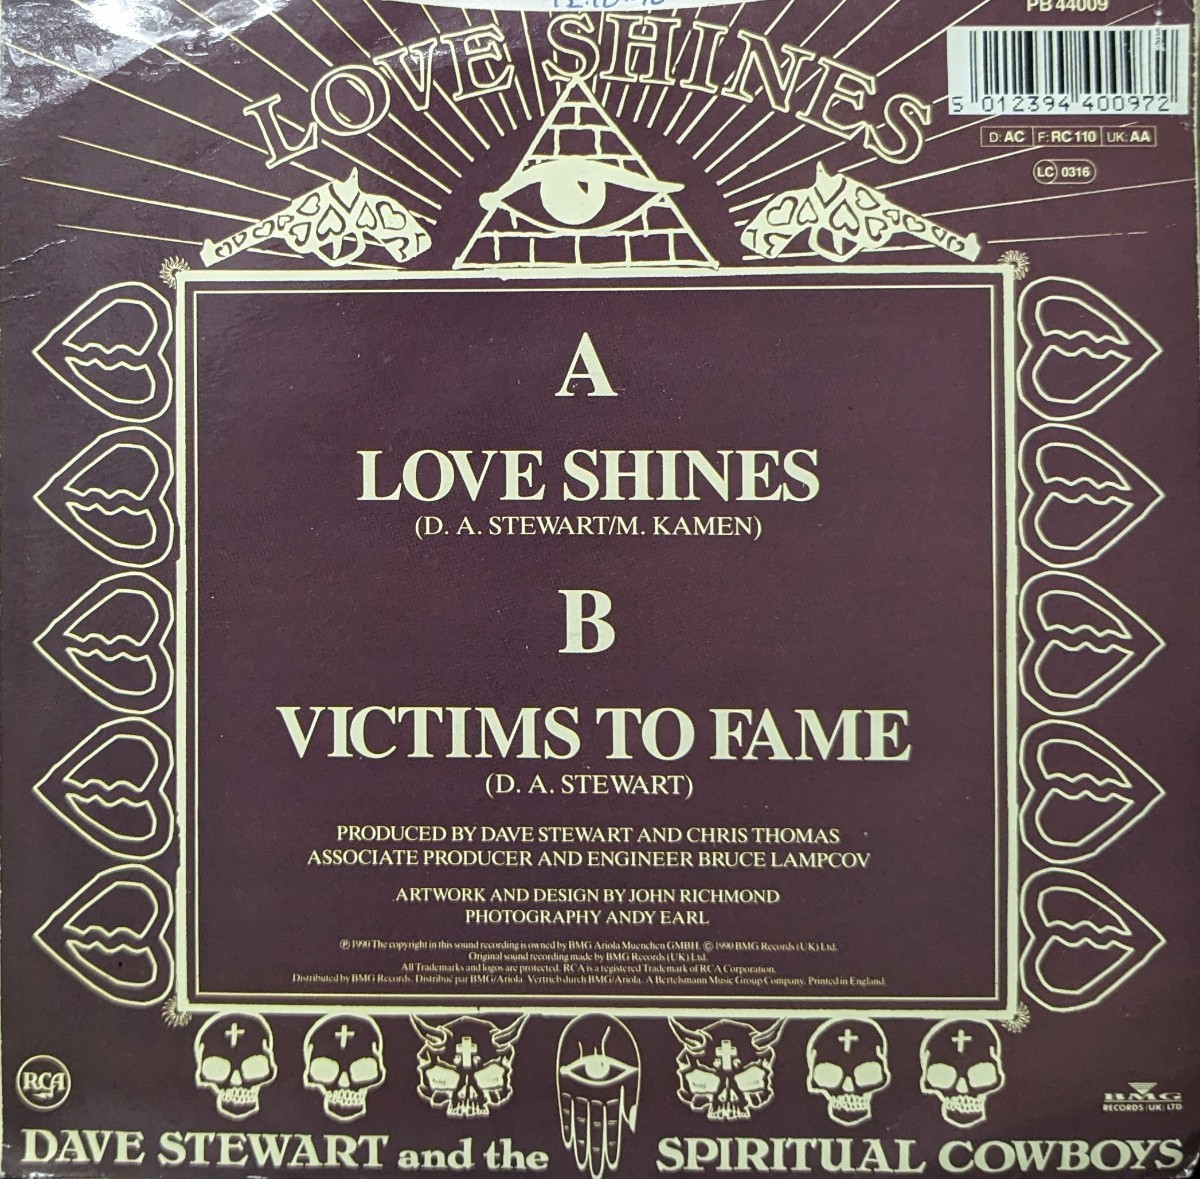 PB 44009
LOVE SHINES
5 012394 400972
D: AC F: RC 110 UK: AA
LC 0316
A
LOVE SHINES
(D. A. STEWART/M. KAMEN)
B
VICTIMS TO FAME
(D. A. STEWART)
PRODUCED BY DAVE STEWART AND CHRIS THOMAS
ASSOCIATE PRODUCER AND ENGINEER BRUCE LAMPCOV
ARTWORK AND DESIGN BY JOHN RICHMOND
PHOTOGRAPHY ANDY EARL
Ⓟ 1990 The copyright in this sound recording is owned by BMG Ariola Muenchen GMBH. © 1990 BMG Records (UK) Ltd.
Original sound recording made by BMG Records (UK) Ltd.
All Trademarks and logos are protected. RCA is a registered Trademark of RCA Corporation.
Distributed by BMG Records. Distribué par BMG/Ariola. Vertrieb durch BMG/Ariola. A Bertelsmann Music Group Company. Printed in England.
RCA
BMG
RECORDS (UK) LTD
DAVE STEWART and the SPIRITUAL COWBOYS